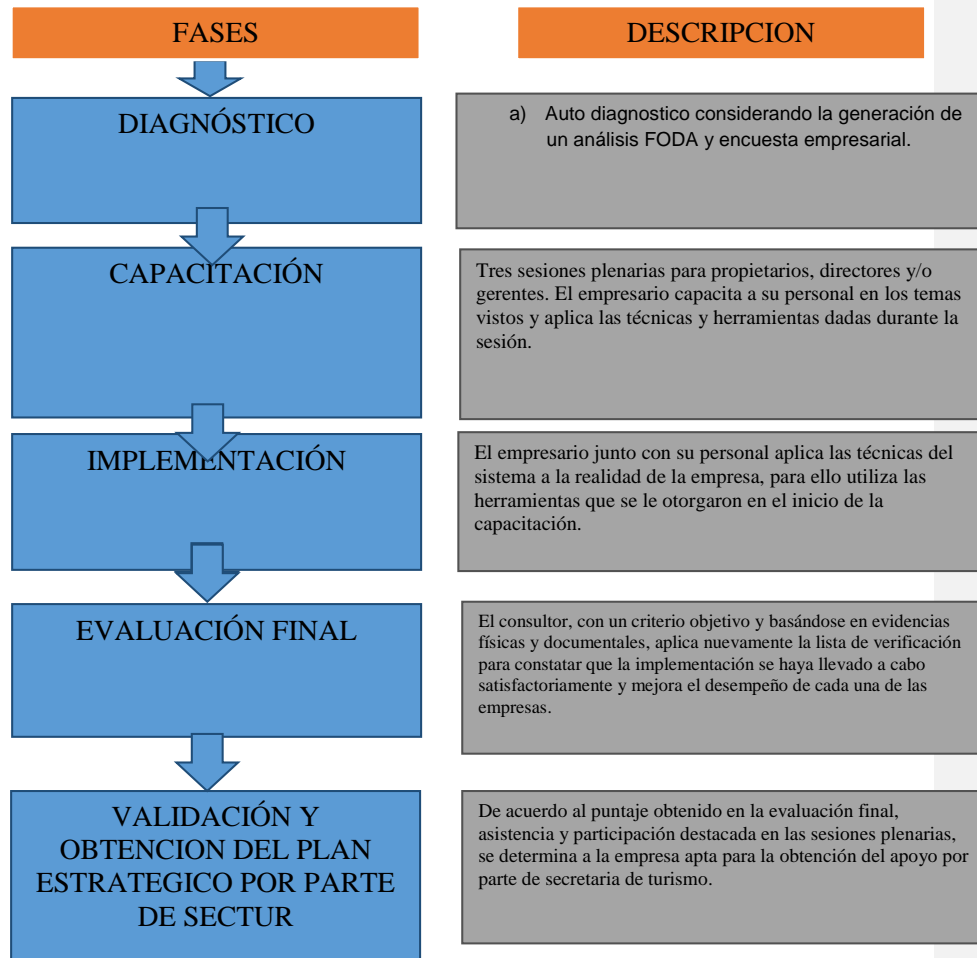 FASES
DESCRIPCION
DIAGNÓSTICO
a) Auto diagnostico considerando la generación de
un análisis FODA y encuesta empresarial.
CAPACITACIÓN
Tres sesiones plenarias para propietarios, directores y/o
gerentes. El empresario capacita a su personal en los temas
vistos y aplica las técnicas y herramientas dadas durante la
sesión.
IMPLEMENTACIÓN
El empresario junto con su personal aplica las técnicas del
sistema a la realidad de la empresa, para ello utiliza las
herramientas que se le otorgaron en el inicio de la
capacitación.
EVALUACIÓN FINAL
El consultor, con un criterio objetivo y basándose en evidencias
físicas y documentales, aplica nuevamente la lista de verificación
para constatar que la implementación se haya llevado a cabo
satisfactoriamente y mejora el desempeño de cada una de las
empresas.
VALIDACIÓN Y
OBTENCION DEL PLAN
ESTRATEGICO POR PARTE
DE SECTUR
De acuerdo al puntaje obtenido en la evaluación final,
asistencia y participación destacada en las sesiones plenarias,
se determina a la empresa apta para la obtención del apoyo por
parte de secretaria de turismo.